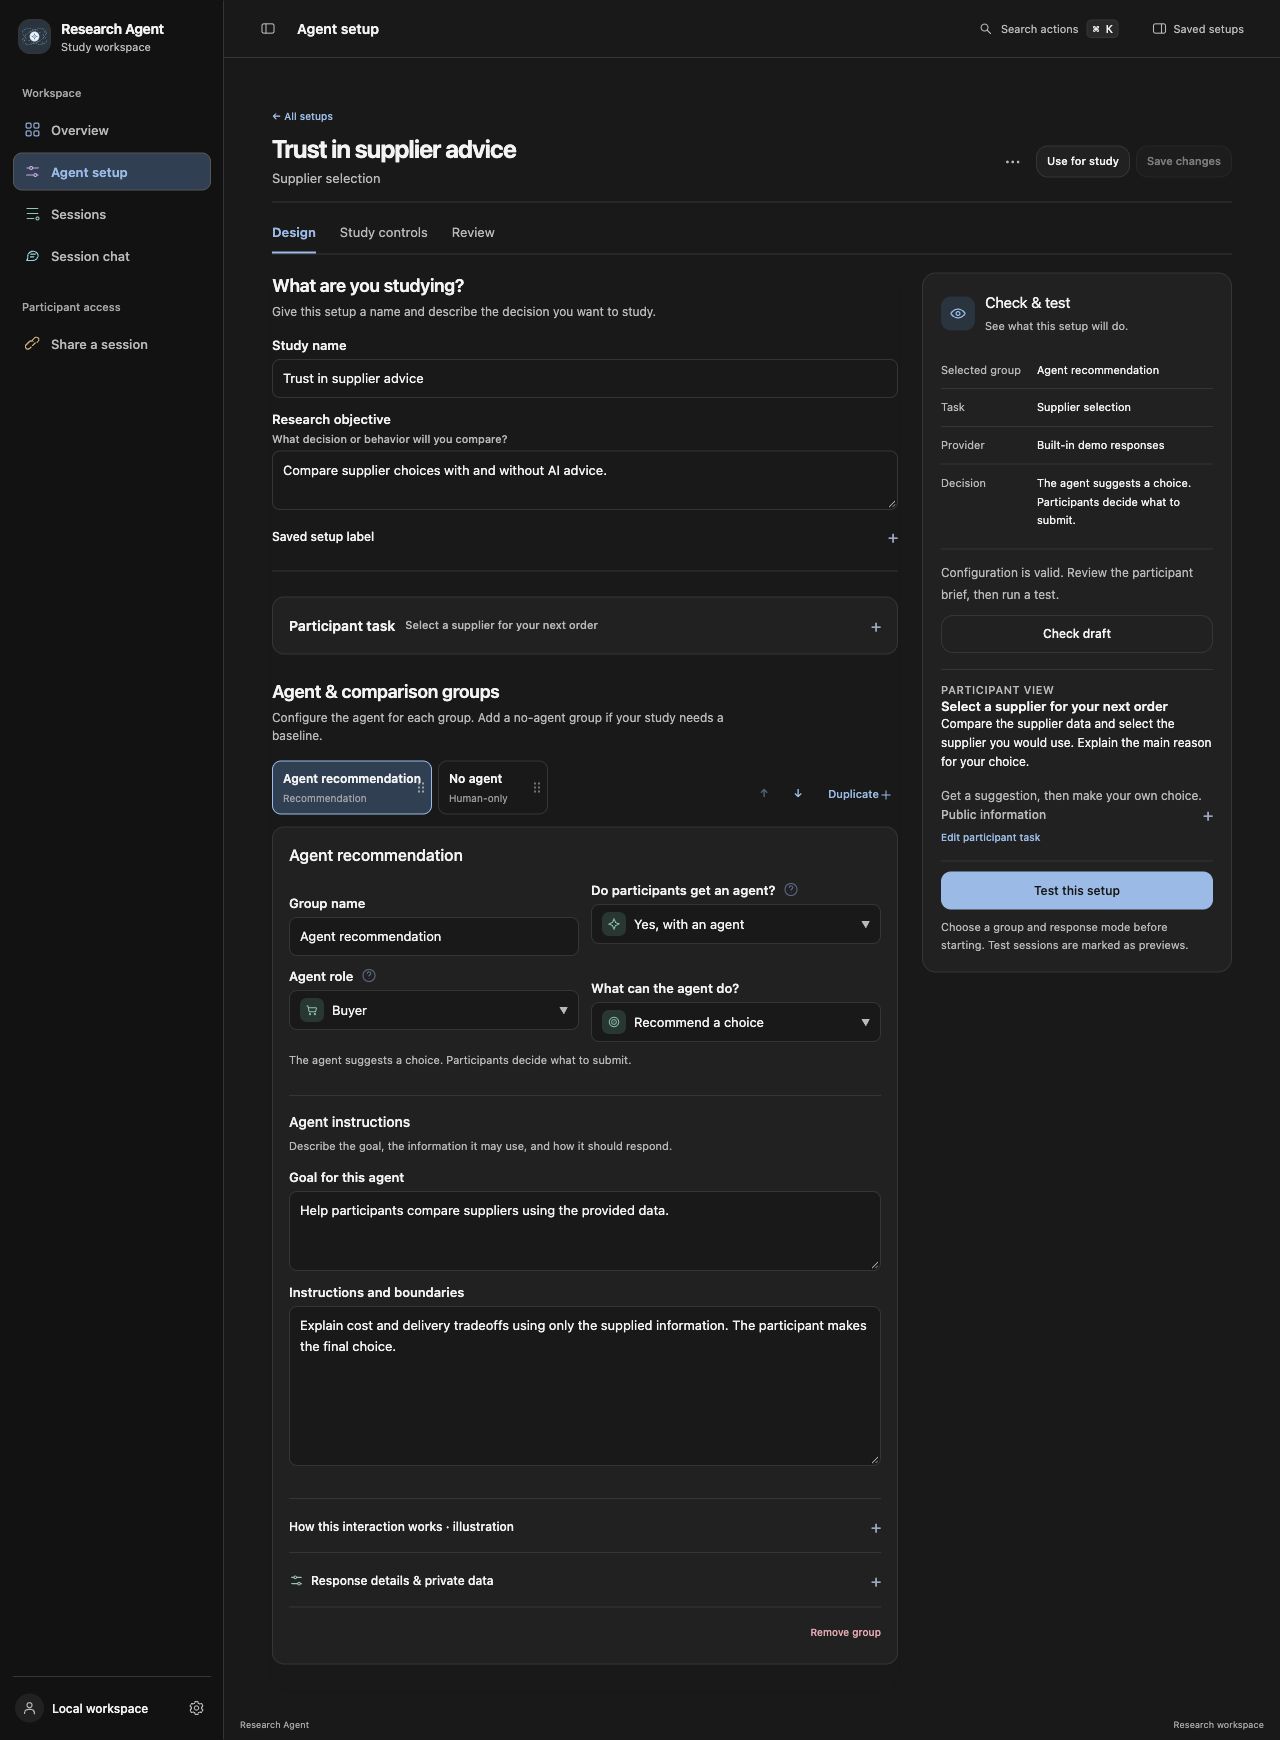 Research Agent
Study workspace
Workspace
Overview
Agent setup
Sessions
Session chat
Participant access
Share a session
Local workspace
Agent setup
Search actions ⌘ K
Saved setups
← All setups
Trust in supplier advice
Supplier selection
Use for study
Save changes
Design
Study controls
Review
What are you studying?
Give this setup a name and describe the decision you want to study.
Study name
Trust in supplier advice
Research objective
What decision or behavior will you compare?
Compare supplier choices with and without AI advice.
Saved setup label
Participant task Select a supplier for your next order
Agent & comparison groups
Configure the agent for each group. Add a no-agent group if your study needs a
baseline.
Agent recommendation
Recommendation
No agent
Human-only
Duplicate
Agent recommendation
Group name
Agent recommendation
Do participants get an agent?
Yes, with an agent
Agent role
Buyer
What can the agent do?
Recommend a choice
The agent suggests a choice. Participants decide what to submit.
Agent instructions
Describe the goal, the information it may use, and how it should respond.
Goal for this agent
Help participants compare suppliers using the provided data.
Instructions and boundaries
Explain cost and delivery tradeoffs using only the supplied information. The participant makes
the final choice.
How this interaction works · illustration
Response details & private data
Remove group
Check & test
See what this setup will do.
Selected group Agent recommendation
Task Supplier selection
Provider Built-in demo responses
Decision The agent suggests a choice.
Participants decide what to
submit.
Configuration is valid. Review the participant
brief, then run a test.
Check draft
PARTICIPANT VIEW
Select a supplier for your next order
Compare the supplier data and select the
supplier you would use. Explain the main reason
for your choice.
Get a suggestion, then make your own choice.
Public information
Edit participant task
Test this setup
Choose a group and response mode before
starting. Test sessions are marked as previews.
Research Agent
Research workspace